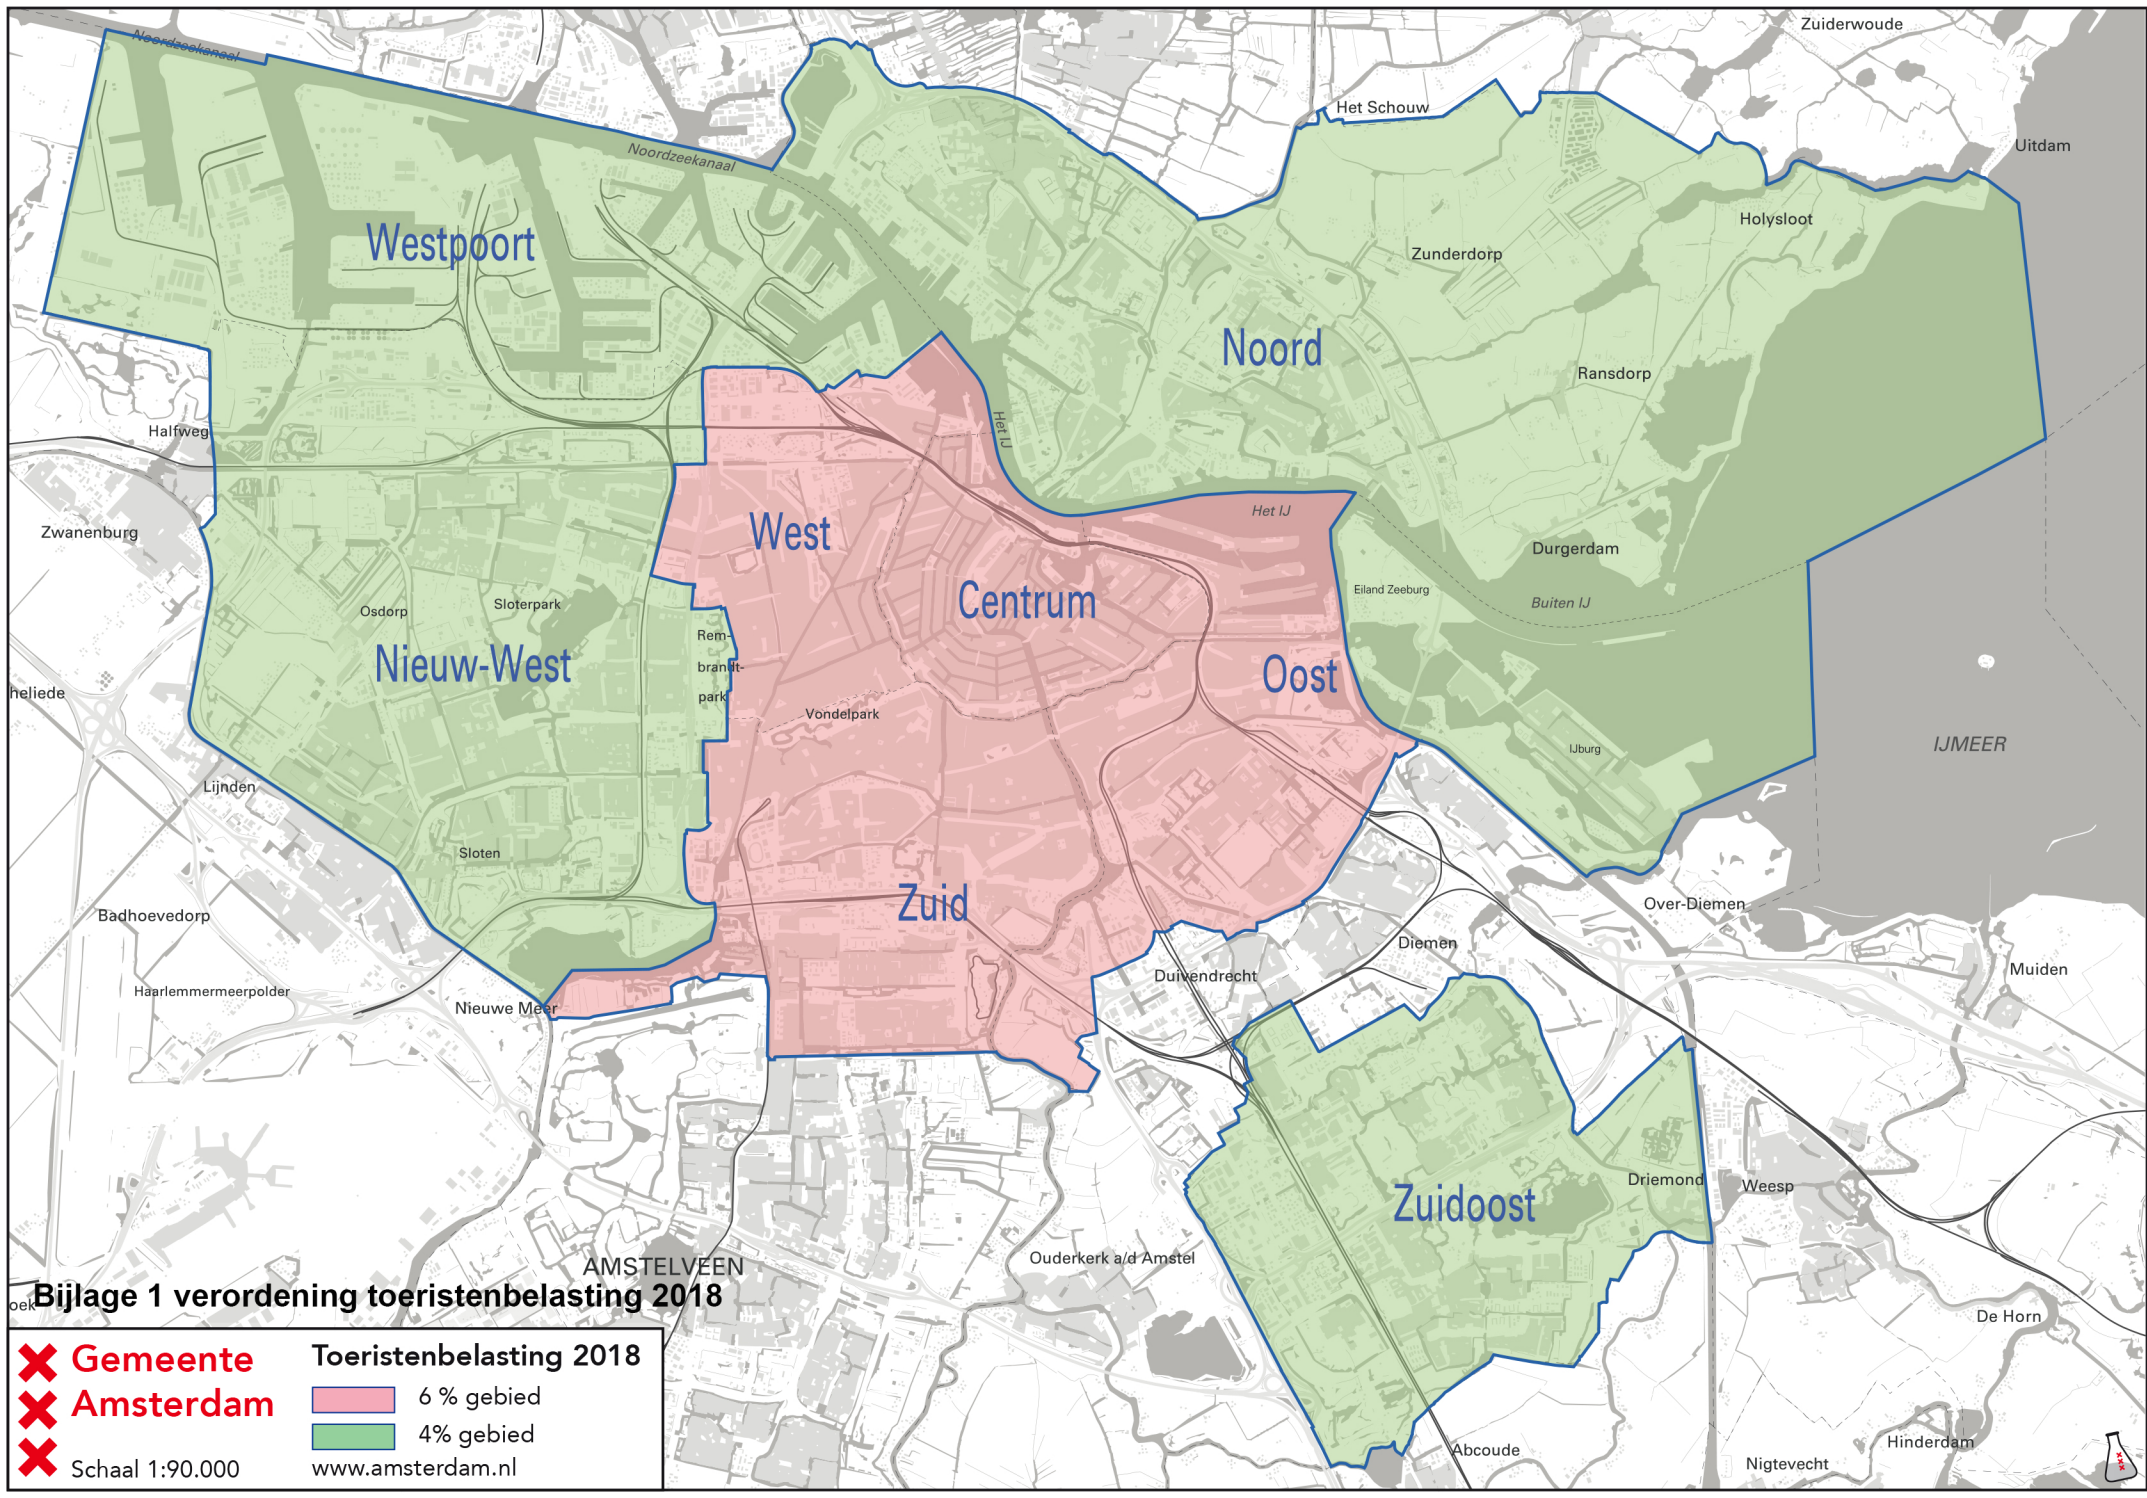 Zuiderwoude
Noordzeekanaal
Het Schouw
Uitdam
Noordzeekanaal
Holysloot
Westpoort
Zunderdorp
Noord
Ransdorp
Het IJ
Halfweg
Het IJ
Zwanenburg
West
Durgerdam
Eiland Zeeburg
Centrum
Buiten IJ
Osdorp
Sloterpark
Rem-
brandt-
park
Nieuw-West
Oost
heliede
Vondelpark
IJburg
IJMEER
Lijnden
Sloten
Zuid
Over-Diemen
Badhoevedorp
Diemen
Duivendrecht
Muiden
Haarlemmermeerpolder
Nieuwe Meer
Driemond
Weesp
Zuidoost
Ouderkerk a/d Amstel
AMSTELVEEN
oek
Bijlage 1 verordening toeristenbelasting 2018
De Horn
Gemeente
Amsterdam
Schaal 1:90.000
Toeristenbelasting 2018
6 % gebied
4% gebied
www.amsterdam.nl
Abcoude
Hinderdam
Nigtevecht